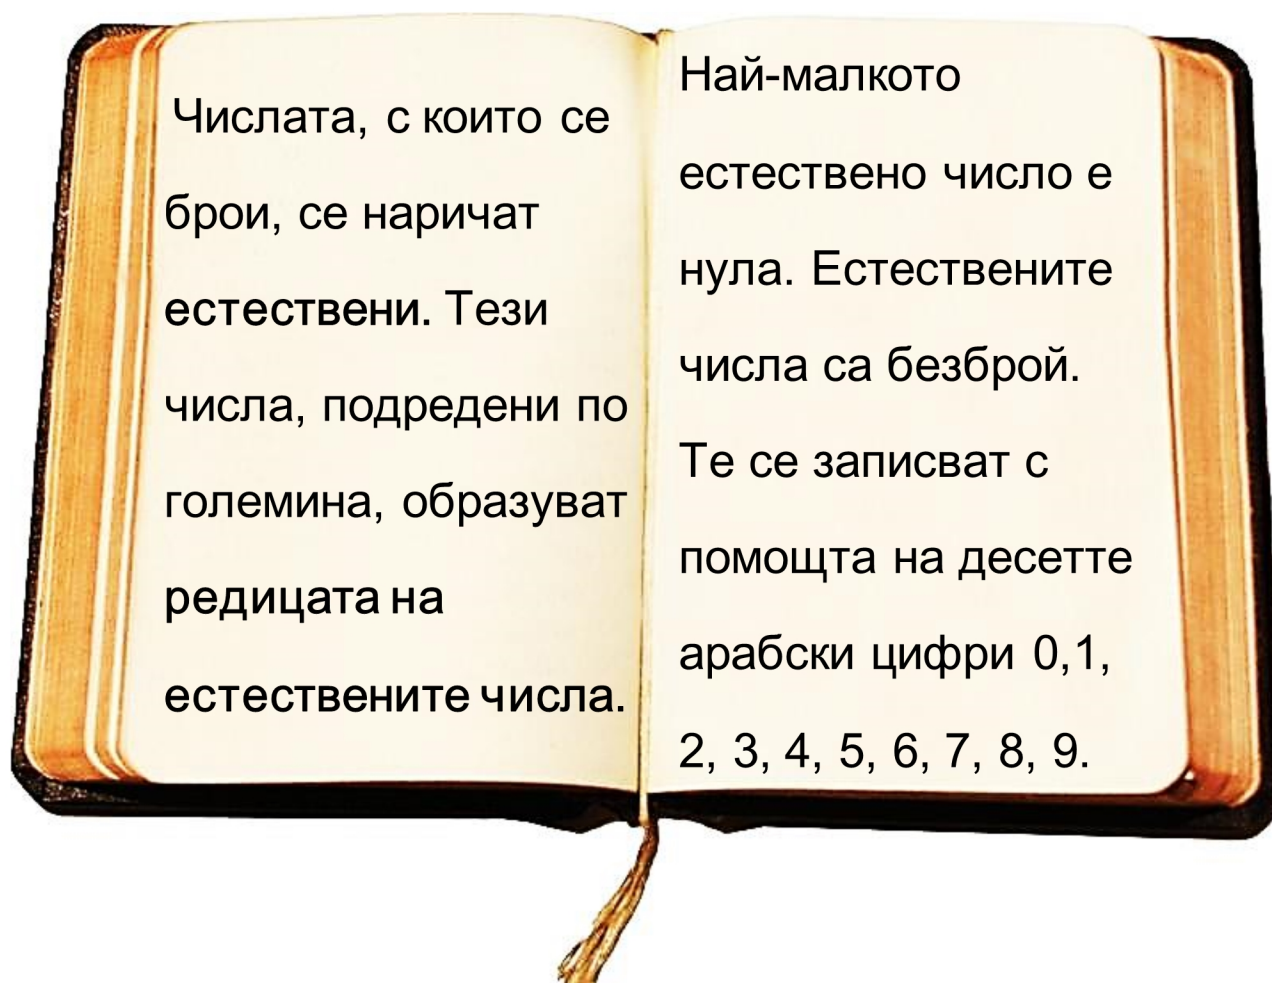 Числата, с които се
брои, се наричат
естествени. Тези
числа, подредени по
големина, образуват
редицата на
естествените числа.
Най-малкото
естествено число е
нула. Естествените
числа са безброй.
Те се записват с
помощта на десетте
арабски цифри 0,1,
2, 3, 4, 5, 6, 7, 8, 9.